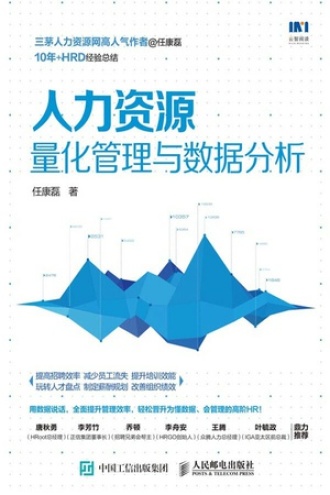 三茅人力资源网高人气作者@任康磊
10年+HRD经验总结
人力资源
量化管理与数据分析
任康磊 著
提高招聘效率 减少员工流失 提升培训效能
玩转人才盘点 制定薪酬规划 改善组织绩效
用数据说话，全面提升管理效率，轻松晋升为懂数据、会管理的高阶HR！
唐秋勇 李芳竹 乔顿 李舟安 王腾 叶毓政 鼎力推荐
中国工信出版集团
人民邮电出版社
POSTS & TELECOM PRESS